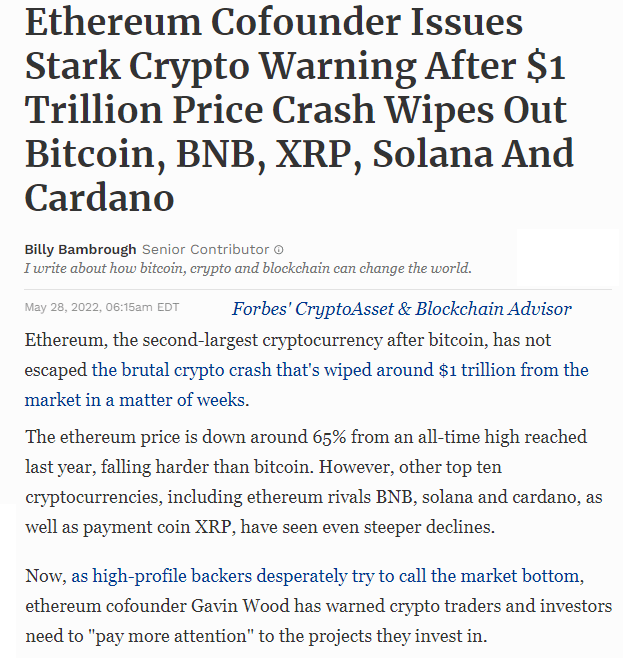 Ethereum Cofounder Issues
Stark Crypto Warning After $1
Trillion Price Crash Wipes Out
Bitcoin, BNB, XRP, Solana And
Cardano
Billy Bambrough Senior Contributor ⓘ
I write about how bitcoin, crypto and blockchain can change the world.
May 28, 2022, 06:15am EDT Forbes' CryptoAsset & Blockchain Advisor
Ethereum, the second-largest cryptocurrency after bitcoin, has not
escaped the brutal crypto crash that's wiped around $1 trillion from the
market in a matter of weeks.
The ethereum price is down around 65% from an all-time high reached
last year, falling harder than bitcoin. However, other top ten
cryptocurrencies, including ethereum rivals BNB, solana and cardano, as
well as payment coin XRP, have seen even steeper declines.
Now, as high-profile backers desperately try to call the market bottom,
ethereum cofounder Gavin Wood has warned crypto traders and investors
need to "pay more attention" to the projects they invest in.